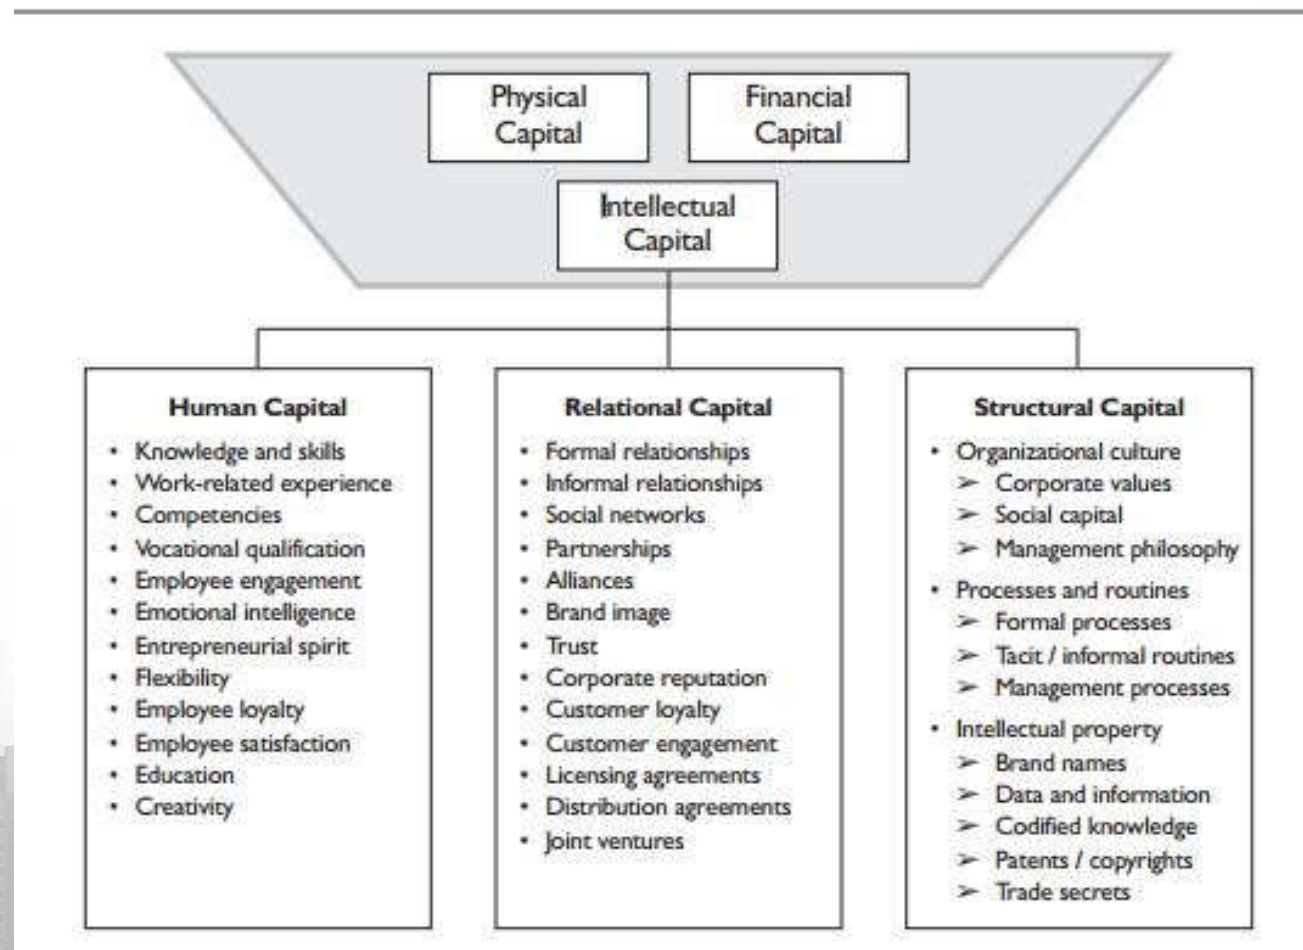 Physical
Capital
Financial
Capital
Intellectual
Capital
Human Capital
• Knowledge and skills
• Work-related experience
• Competencies
• Vocational qualification
• Employee engagement
• Emotional intelligence
• Entrepreneurial spirit
• Flexibility
• Employee loyalty
• Employee satisfaction
• Education
• Creativity
Relational Capital
• Formal relationships
• Informal relationships
• Social networks
• Partnerships
• Alliances
• Brand image
• Trust
• Corporate reputation
• Customer loyalty
• Customer engagement
• Licensing agreements
• Distribution agreements
• Joint ventures
Structural Capital
• Organizational culture
➢ Corporate values
➢ Social capital
➢ Management philosophy
• Processes and routines
➢ Formal processes
➢ Tacit / informal routines
➢ Management processes
• Intellectual property
➢ Brand names
➢ Data and information
➢ Codified knowledge
➢ Patents / copyrights
➢ Trade secrets